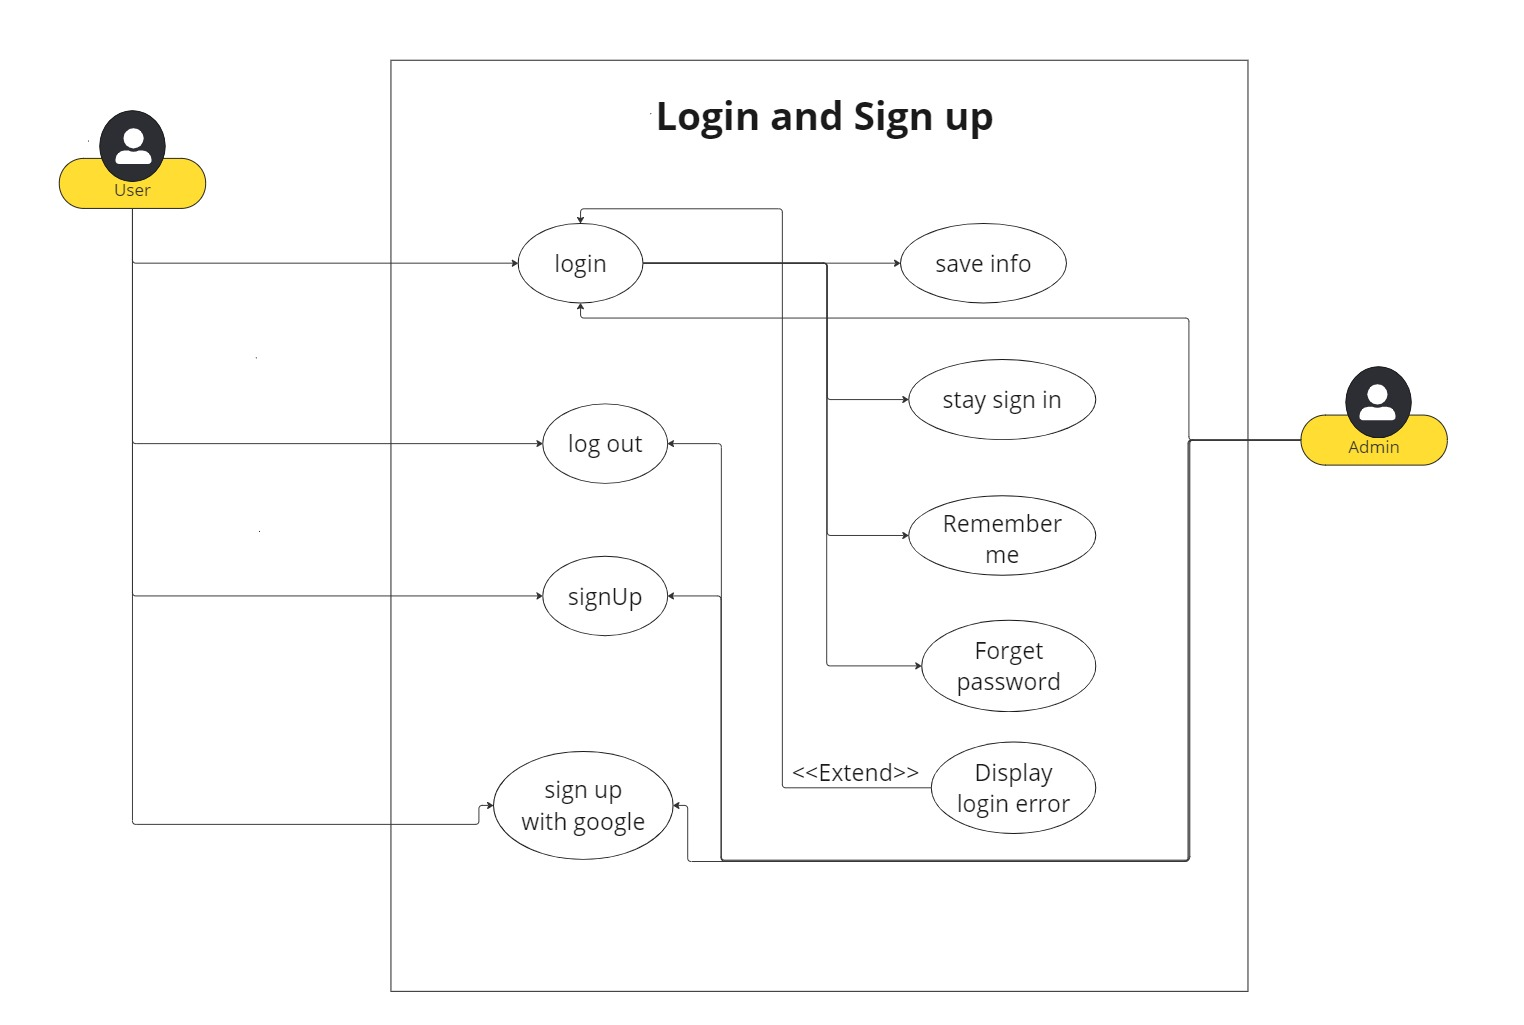 Login and Sign up
User
login
save info
stay sign in
Admin
log out
Remember
me
signUp
Forget
password
<<Extend>>
Display
login error
sign up
with google